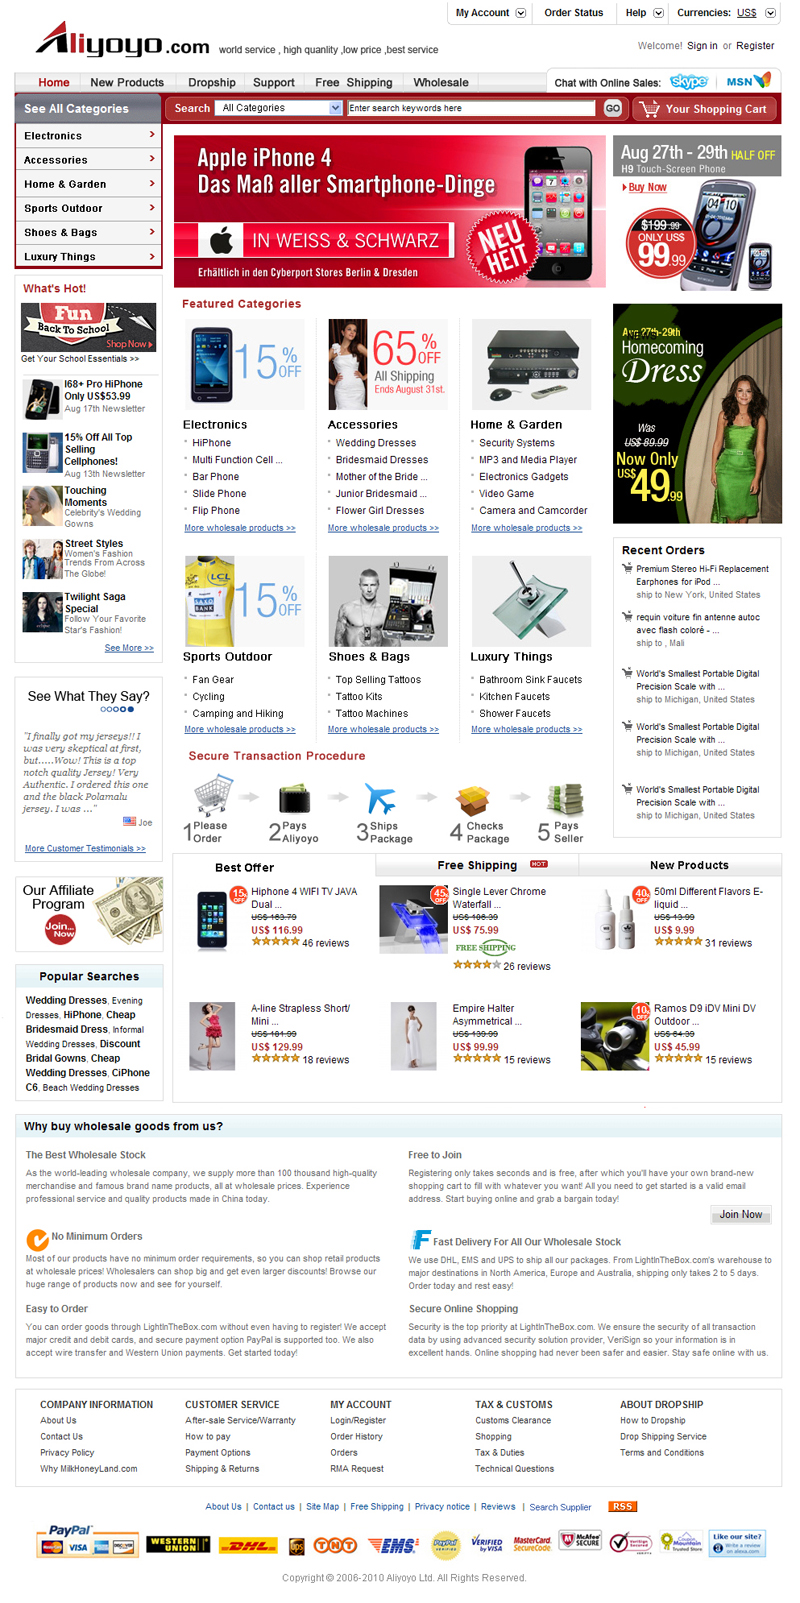 My Account
Order Status
Help
Currencies: US$
Aliyoyo.com
world service , high quanlity ,low price ,best service
Welcome! Sign in or Register
Home
New Products
Dropship
Support
Free Shipping
Wholesale
Chat with Online Sales:
skype
MSN
See All Categories
Search
All Categories
Enter search keywords here
GO
Your Shopping Cart
Electronics
Accessories
Home & Garden
Sports Outdoor
Shoes & Bags
Luxury Things
Apple iPhone 4
Das Maß aller Smartphone-Dinge
IN WEISS & SCHWARZ
NEU
HEIT
Erhältlich in den Cyberport Stores Berlin & Dresden
Aug 27th - 29th HALF OFF
H9 Touch-Screen Phone
Buy Now
$199.99
ONLY US$
99.99
What's Hot!
Fun
Back To School
Shop Now
Get Your School Essentials >>
I68+ Pro HiPhone
Only US$53.99
Aug 17th Newsletter
15% Off All Top
Selling
Cellphones!
Aug 13th Newsletter
Touching
Moments
Celebrity's Wedding
Gowns
Street Styles
Women's Fashion
Trends From Across
The Globe!
Twilight Saga
Special
Follow Your Favorite
Star's Fashion!
See More >>
Featured Categories
15% OFF
65% OFF
All Shipping
Ends August 31st.
Electronics
HiPhone
Multi Function Cell ...
Bar Phone
Slide Phone
Flip Phone
More wholesale products >>
Accessories
Wedding Dresses
Bridesmaid Dresses
Mother of the Bride ...
Junior Bridesmaid ...
Flower Girl Dresses
More wholesale products >>
Home & Garden
Security Systems
MP3 and Media Player
Electronics Gadgets
Video Game
Camera and Camcorder
More wholesale products >>
Aug 27th-29th
Homecoming
Dress
Was
US$ 89.99
Now Only
US$49.99
LCL
SAXO
BANK
15% OFF
Sports Outdoor
Fan Gear
Cycling
Camping and Hiking
More wholesale products >>
Shoes & Bags
Top Selling Tattoos
Tattoo Kits
Tattoo Machines
More wholesale products >>
Luxury Things
Bathroom Sink Faucets
Kitchen Faucets
Shower Faucets
More wholesale products >>
Recent Orders
Premium Stereo Hi-Fi Replacement
Earphones for iPod ...
ship to New York, United States
requin voiture fin antenne autoc
avec flash coloré - ...
ship to , Mali
World's Smallest Portable Digital
Precision Scale with ...
ship to Michigan, United States
World's Smallest Portable Digital
Precision Scale with ...
ship to Michigan, United States
World's Smallest Portable Digital
Precision Scale with ...
ship to Michigan, United States
See What They Say?
"I finally got my jerseys!! I
was very skeptical at first,
but.....Wow! This is a top
notch quality Jersey! Very
Authentic. I ordered this one
and the black Polamalu
jersey. I was ..."
Joe
More Customer Testimonials >>
Secure Transaction Procedure
1 Please Order
2 Pays Aliyoyo
3 Ships Package
4 Checks Package
5 Pays Seller
Our Affiliate
Program
Join...
Now
Popular Searches
Wedding Dresses, Evening
Dresses, HiPhone, Cheap
Bridesmaid Dress, Informal
Wedding Dresses, Discount
Bridal Gowns, Cheap
Wedding Dresses, CiPhone
C6, Beach Wedding Dresses
Best Offer
Free Shipping HOT
New Products
15% OFF
Hiphone 4 WIFI TV JAVA
Dual ...
US$ 163.79
US$ 116.99
46 reviews
45% OFF
Single Lever Chrome
Waterfall ...
US$ 106.39
US$ 75.99
FREE SHIPPING
26 reviews
40% OFF
50ml Different Flavors E-
liquid ...
US$ 13.99
US$ 9.99
31 reviews
A-line Strapless Short/
Mini ...
US$ 181.99
US$ 129.99
18 reviews
Empire Halter
Asymmetrical ...
US$ 139.99
US$ 99.99
15 reviews
10% OFF
Ramos D9 iDV Mini DV
Outdoor ...
US$ 64.39
US$ 45.99
15 reviews
Why buy wholesale goods from us?
The Best Wholesale Stock
As the world-leading wholesale company, we supply more than 100 thousand high-quality
merchandise and famous brand name products, all at wholesale prices. Experience
professional service and quality products made in China today.
Free to Join
Registering only takes seconds and is free, after which you'll have your own brand-new
shopping cart to fill with whatever you want! All you need to get started is a valid email
address. Start buying online and grab a bargain today!
Join Now
No Minimum Orders
Most of our products have no minimum order requirements, so you can shop retail products
at wholesale prices! Wholesalers can shop big and get even larger discounts! Browse our
huge range of products now and see for yourself.
Fast Delivery For All Our Wholesale Stock
We use DHL, EMS and UPS to ship all our packages. From LightInTheBox.com's warehouse to
major destinations in North America, Europe and Australia, shipping only takes 2 to 5 days.
Order today and rest easy!
Easy to Order
You can order goods through LightInTheBox.com without even having to register! We accept
major credit and debit cards, and secure payment option PayPal is supported too. We also
accept wire transfer and Western Union payments. Get started today!
Secure Online Shopping
Security is the top priority at LightInTheBox.com. We ensure the security of all transaction
data by using advanced security solution provider, VeriSign so your information is in
excellent hands. Online shopping had never been safer and easier. Stay safe online with us.
COMPANY INFORMATION
About Us
Contact Us
Privacy Policy
Why MilkHoneyLand.com
CUSTOMER SERVICE
After-sale Service/Warranty
How to pay
Payment Options
Shipping & Returns
MY ACCOUNT
Login/Register
Order History
Orders
RMA Request
TAX & CUSTOMS
Customs Clearance
Shopping
Tax & Duties
Technical Questions
ABOUT DROPSHIP
How to Dropship
Drop Shipping Service
Terms and Conditions
About Us | Contact us | Site Map | Free Shipping | Privacy notice | Reviews | Search Supplier RSS
PayPal
VISA
WESTERN
UNION
DHL
ups
TNT
EMS
PayPal
VERIFIED
VERIFIED
by VISA
MasterCard.
SecureCode
McAfee
SECURE
VeriSign
Secured
Coupon
Mountain
Trusted Store
Like our site?
Write a review
on alexa.com
Copyright © 2006-2010 Aliyoyo Ltd. All Rights Reserved.